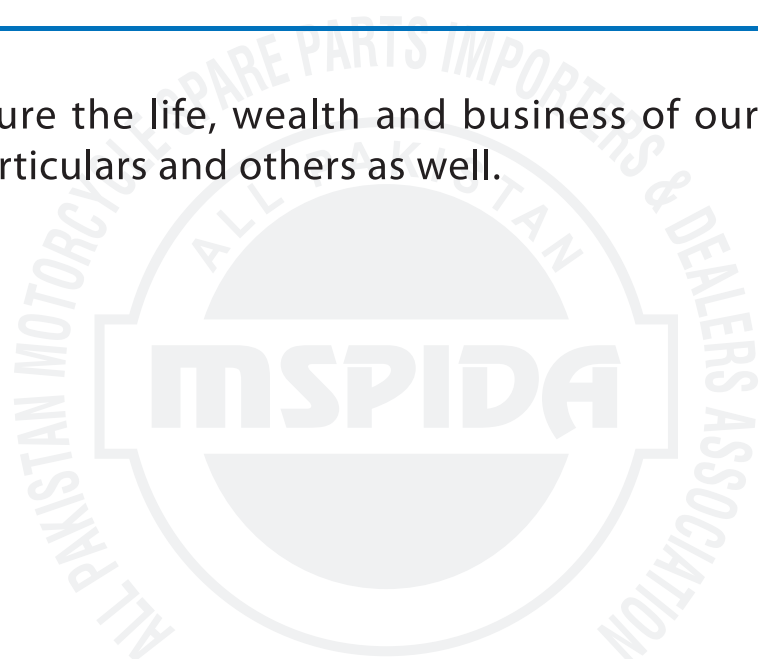 ure the life, wealth and business of our
rticulars and others as well.
ALL PAKISTAN MOTORCYCLE SPARE PARTS IMPORTERS & DEALERS ASSOCIATION
ALL PAKISTAN
MSPIDA